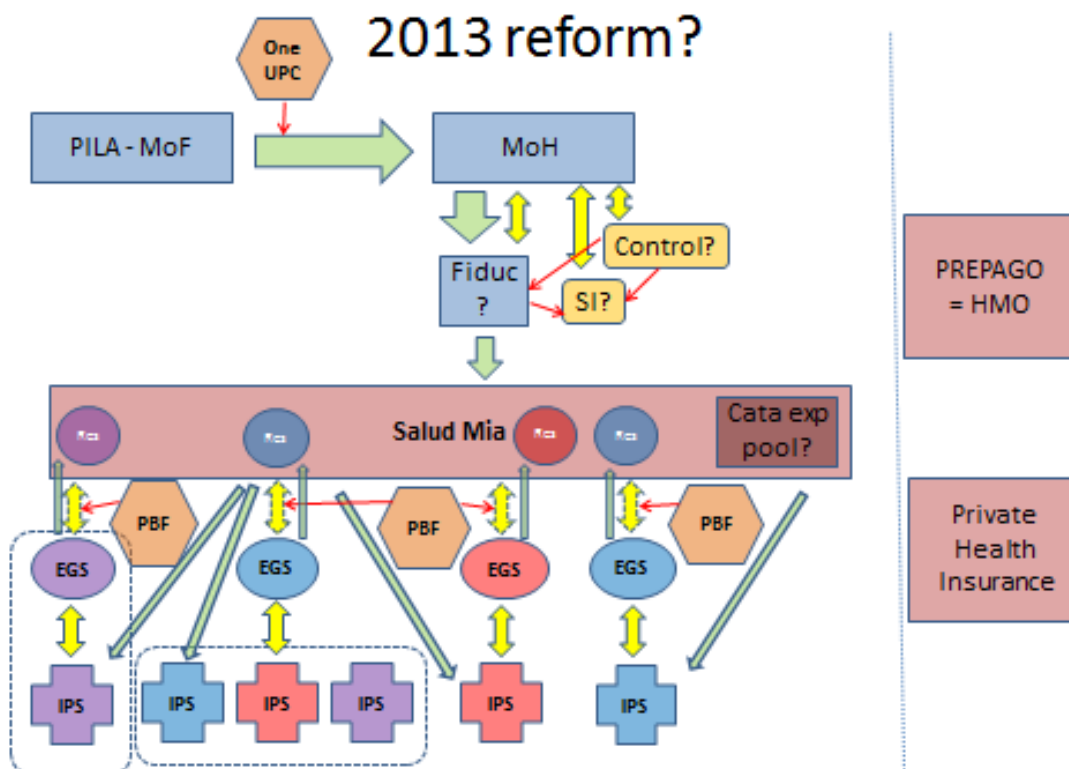 2013 reform?
One
UPC
PILA - MoF
MoH
Control?
Fiduc
?
SI?
PREPAGO
= HMO
Salud Mia
Cata exp
pool?
PBF
PBF
PBF
EGS
EGS
EGS
EGS
Private
Health
Insurance
IPS
IPS
IPS
IPS
IPS
IPS